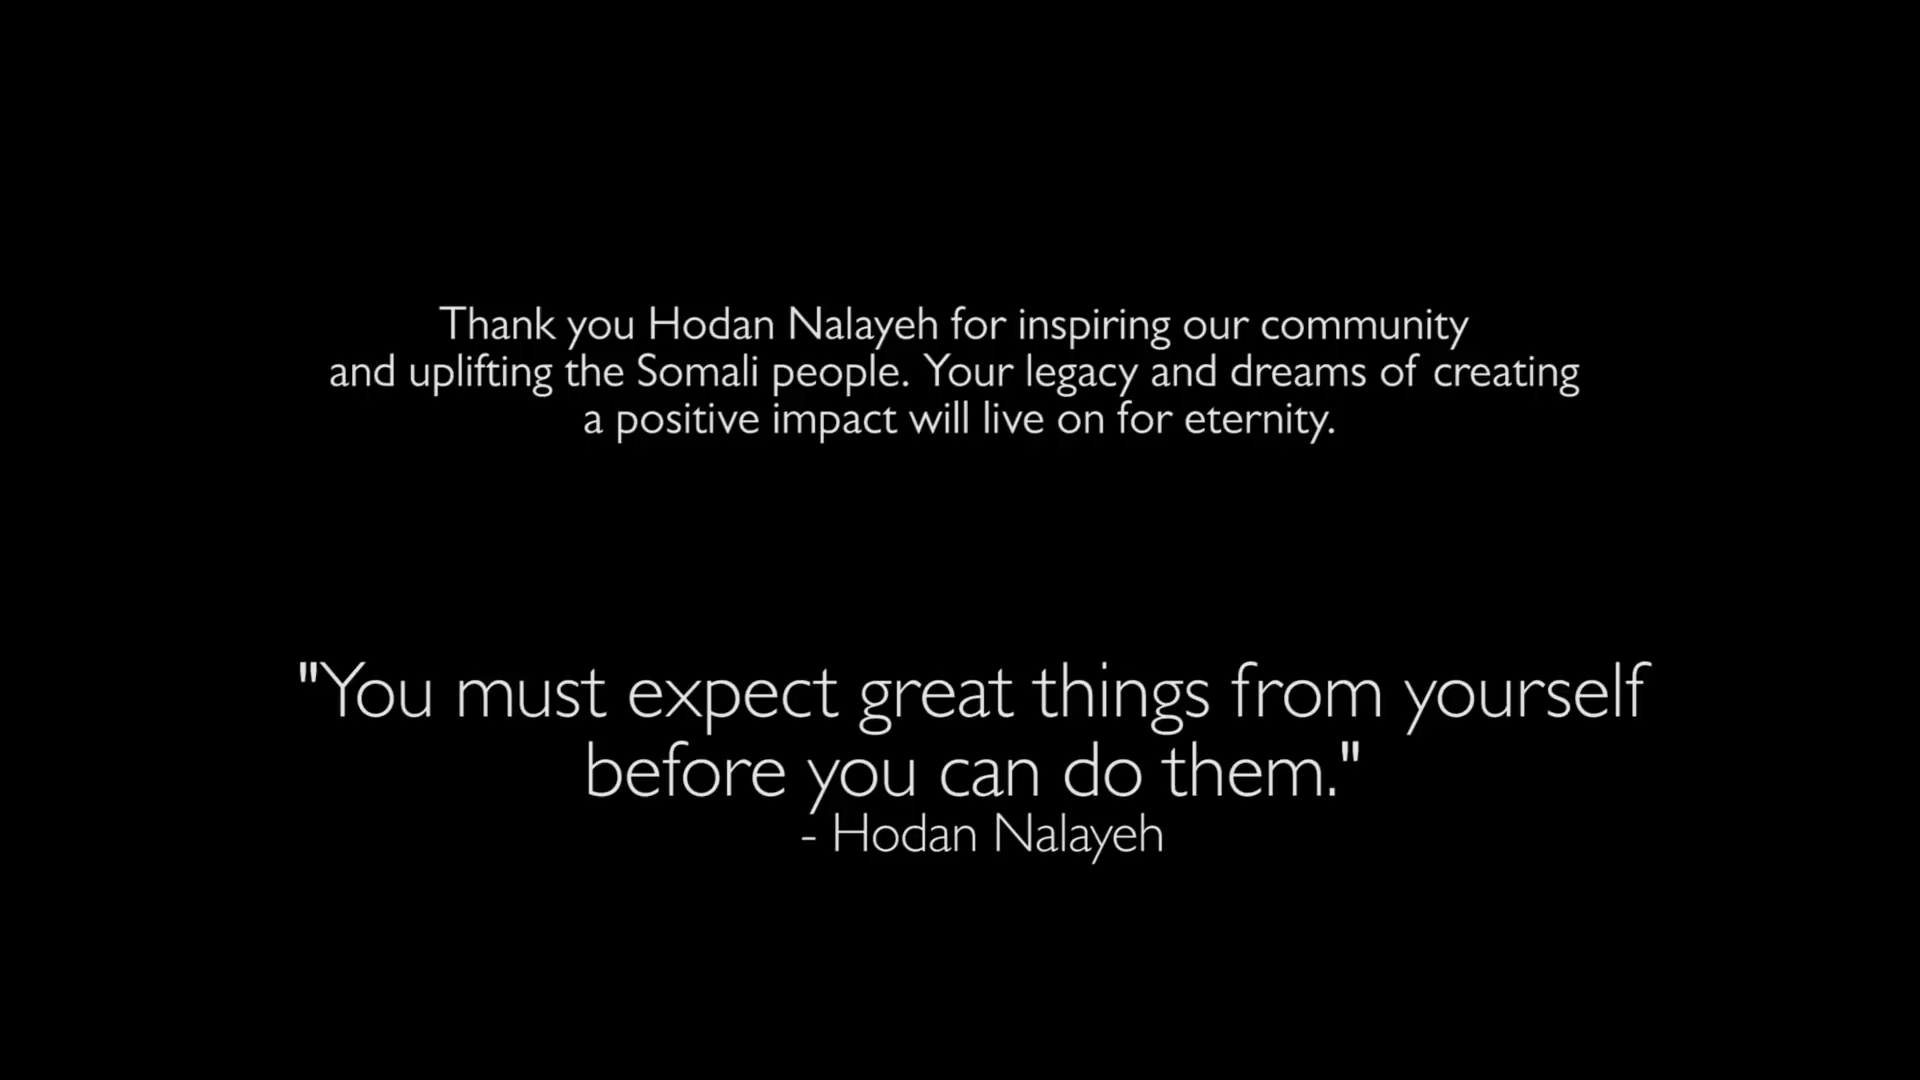 Thank you Hodan Nalayeh for inspiring our community
and uplifting the Somali people. Your legacy and dreams of creating
a positive impact will live on for eternity.
"You must expect great things from yourself
before you can do them."
- Hodan Nalayeh